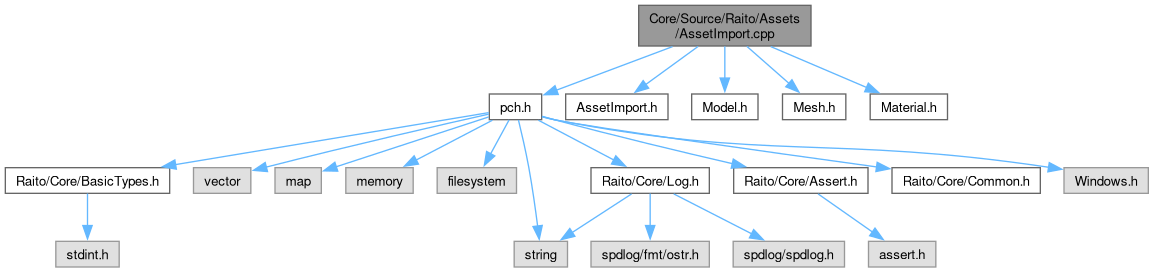 Core/Source/Raito/Assets
/AssetImport.cpp
pch.h
AssetImport.h
Model.h
Mesh.h
Material.h
Raito/Core/BasicTypes.h
vector
map
memory
filesystem
Raito/Core/Log.h
Raito/Core/Assert.h
Raito/Core/Common.h
Windows.h
stdint.h
string
spdlog/fmt/ostr.h
spdlog/spdlog.h
assert.h